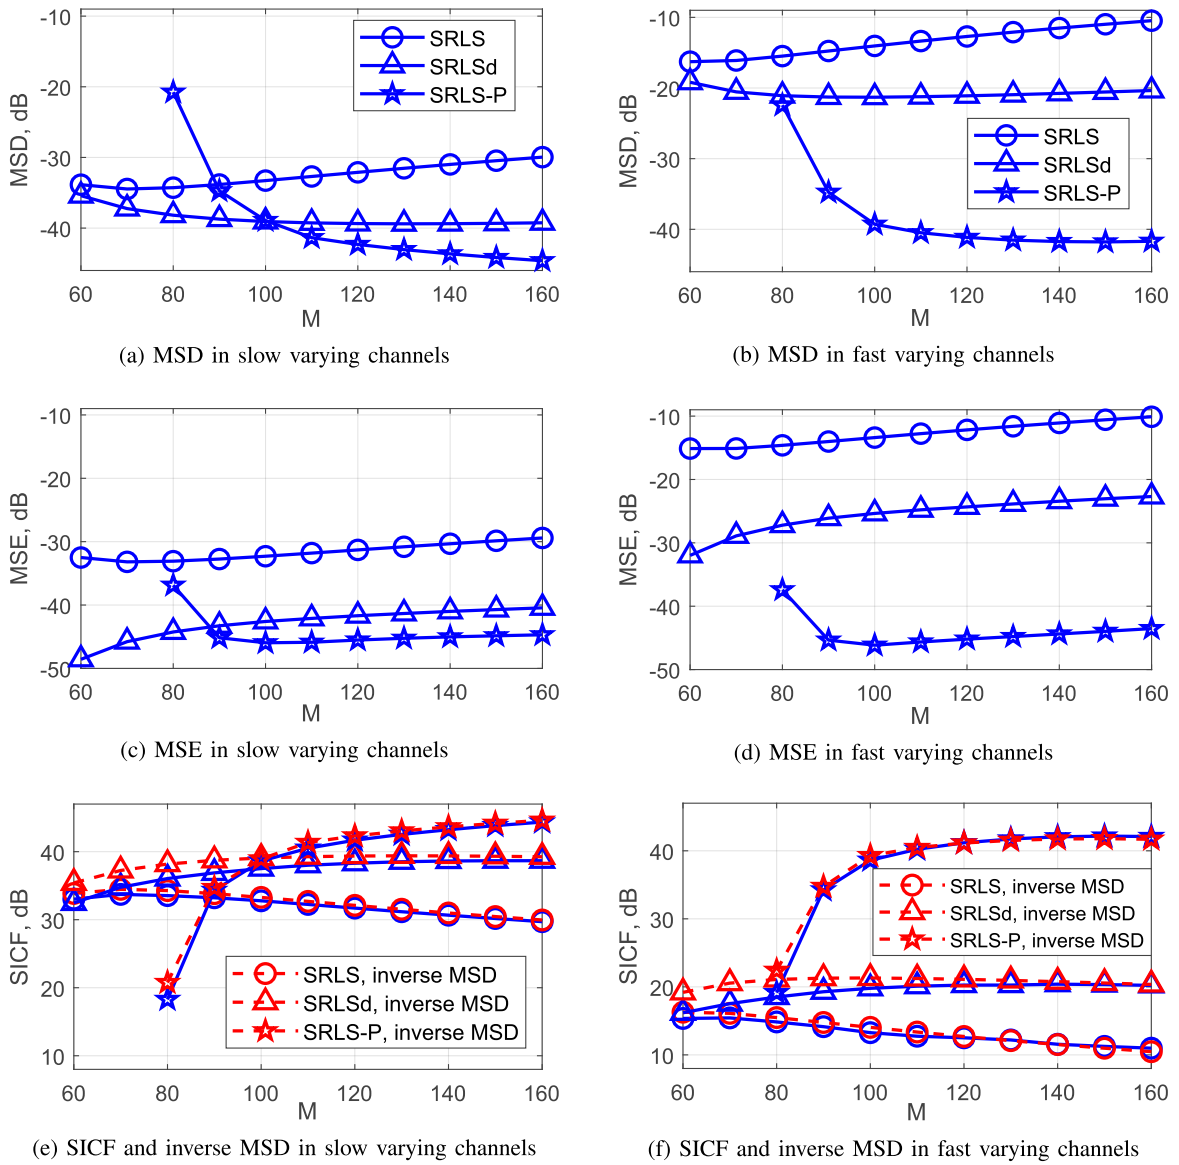 -10
-20
-30
-40
MSD, dB
SRLS
SRLSd
SRLS-P
60 80 100 120 140 160
M
(a) MSD in slow varying channels
-10
-20
-30
-40
MSD, dB
SRLS
SRLSd
SRLS-P
60 80 100 120 140 160
M
(b) MSD in fast varying channels
-10
-20
-30
-40
-50
MSE, dB
60 80 100 120 140 160
M
(c) MSE in slow varying channels
-10
-20
-30
-40
-50
MSE, dB
60 80 100 120 140 160
M
(d) MSE in fast varying channels
40
30
20
10
SICF, dB
SRLS, inverse MSD
SRLSd, inverse MSD
SRLS-P, inverse MSD
60 80 100 120 140 160
M
(e) SICF and inverse MSD in slow varying channels
40
30
20
10
SICF, dB
SRLS, inverse MSD
SRLSd, inverse MSD
SRLS-P, inverse MSD
60 80 100 120 140 160
M
(f) SICF and inverse MSD in fast varying channels